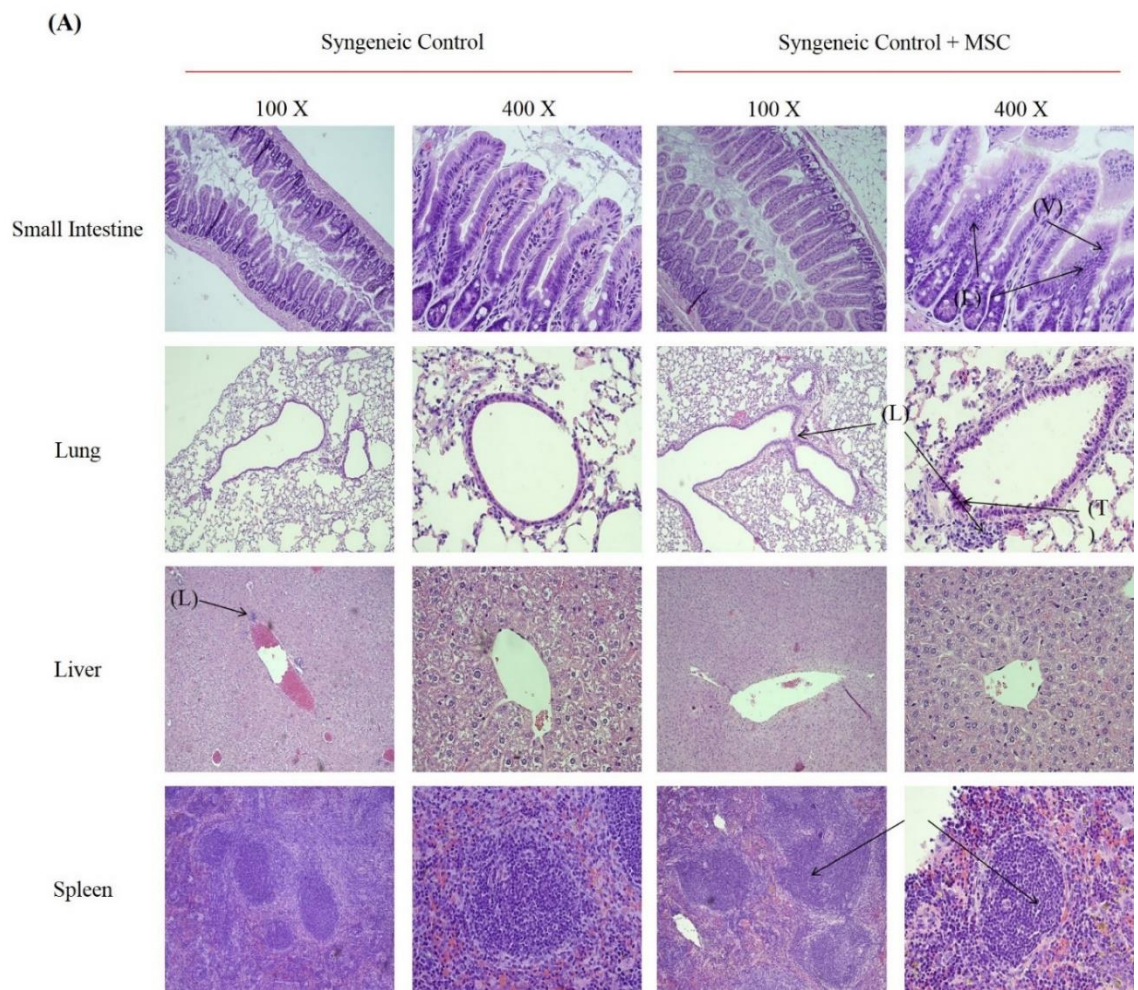 (A)
Syngeneic Control Syngeneic Control + MSC
100 X 400 X 100 X 400 X
Small Intestine
(V)
Lung
(L)
(T
)
Liver
(L)
Spleen